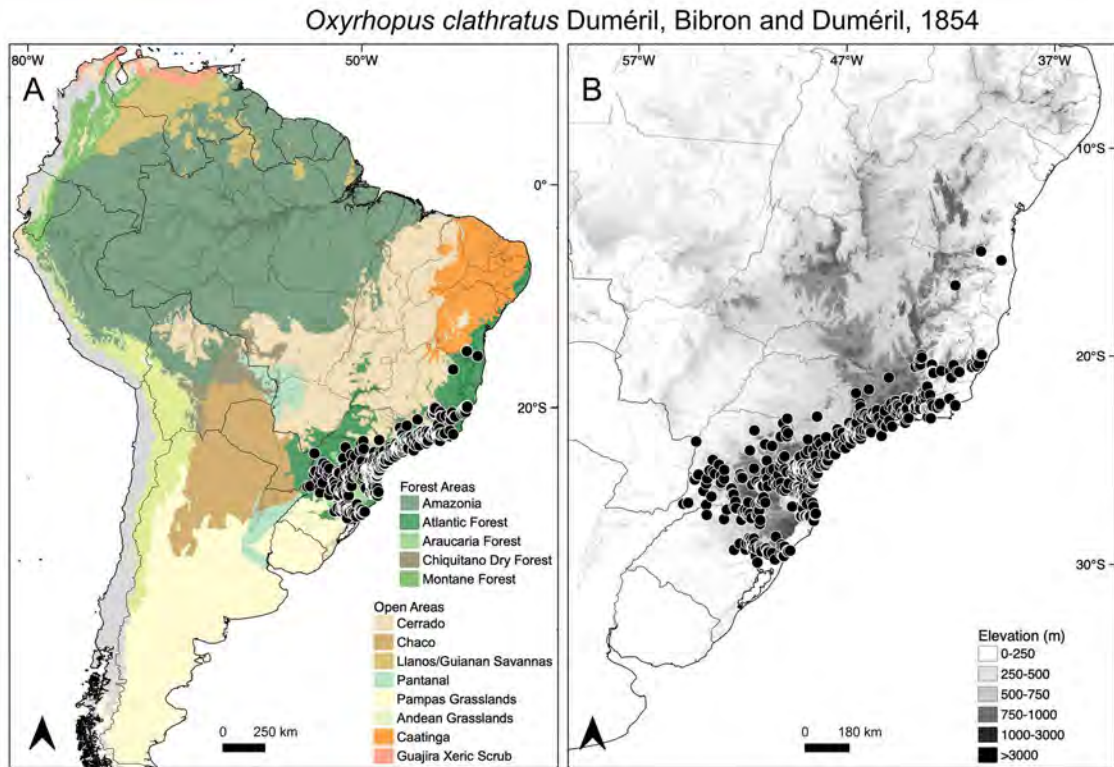 Oxyrhopus clathratus Duméril, Bibron and Duméril, 1854
A
80°W
50°W
0°
20°S
Forest Areas
Amazonia
Atlantic Forest
Araucaria Forest
Chiquitano Dry Forest
Montane Forest
Open Areas
Cerrado
Chaco
Llanos/Guianan Savannas
Pantanal
Pampas Grasslands
Andean Grasslands
Caatinga
Guajira Xeric Scrub
0 250 km
B
57°W
47°W
37°W
10°S
20°S
30°S
Elevation (m)
0-250
250-500
500-750
750-1000
1000-3000
>3000
0 180 km